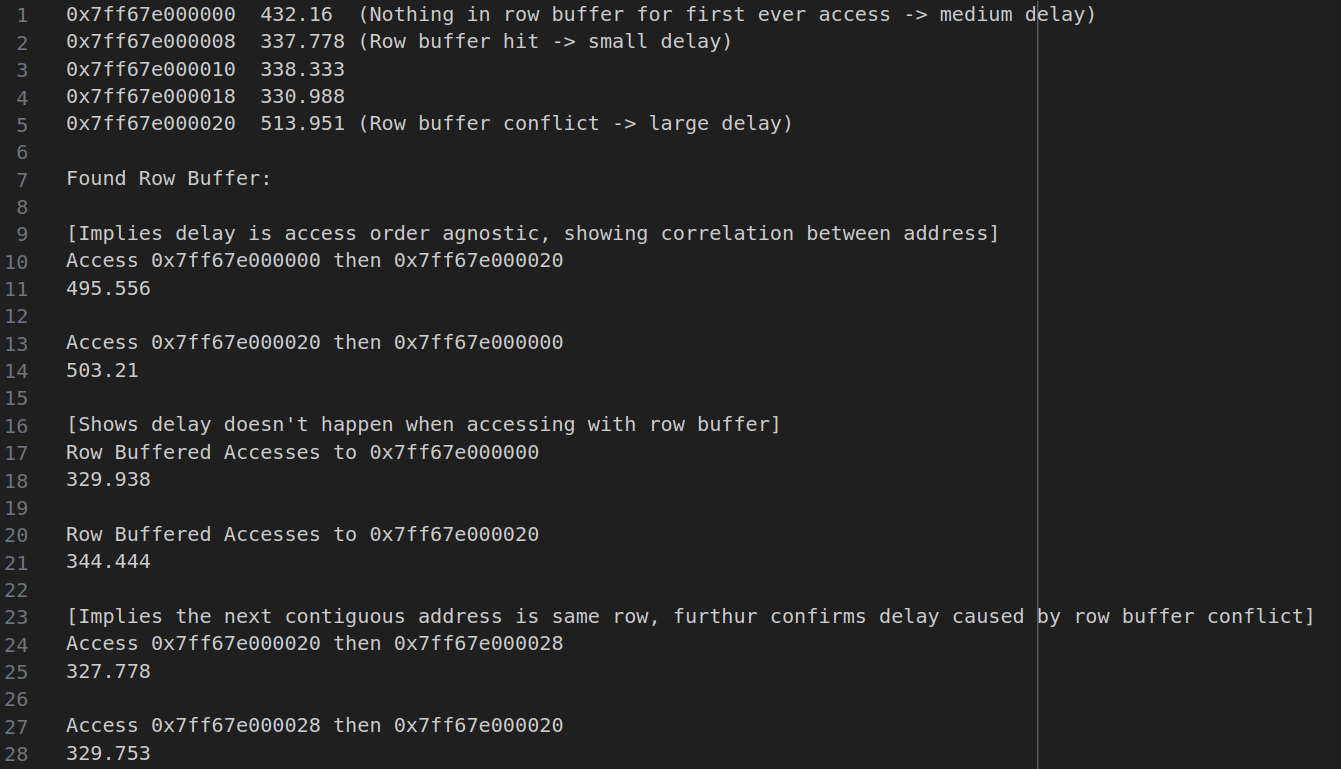 1 0x7ff67e000000  432.16  (Nothing in row buffer for first ever access -> medium delay)
2 0x7ff67e000008  337.778 (Row buffer hit -> small delay)
3 0x7ff67e000010  338.333
4 0x7ff67e000018  330.988
5 0x7ff67e000020  513.951 (Row buffer conflict -> large delay)
6
7 Found Row Buffer:
8
9 [Implies delay is access order agnostic, showing correlation between address]
10 Access 0x7ff67e000000 then 0x7ff67e000020
11 495.556
12
13 Access 0x7ff67e000020 then 0x7ff67e000000
14 503.21
15
16 [Shows delay doesn't happen when accessing with row buffer]
17 Row Buffered Accesses to 0x7ff67e000000
18 329.938
19
20 Row Buffered Accesses to 0x7ff67e000020
21 344.444
22
23 [Implies the next contiguous address is same row, furthur confirms delay caused by row buffer conflict]
24 Access 0x7ff67e000020 then 0x7ff67e000028
25 327.778
26
27 Access 0x7ff67e000028 then 0x7ff67e000020
28 329.753